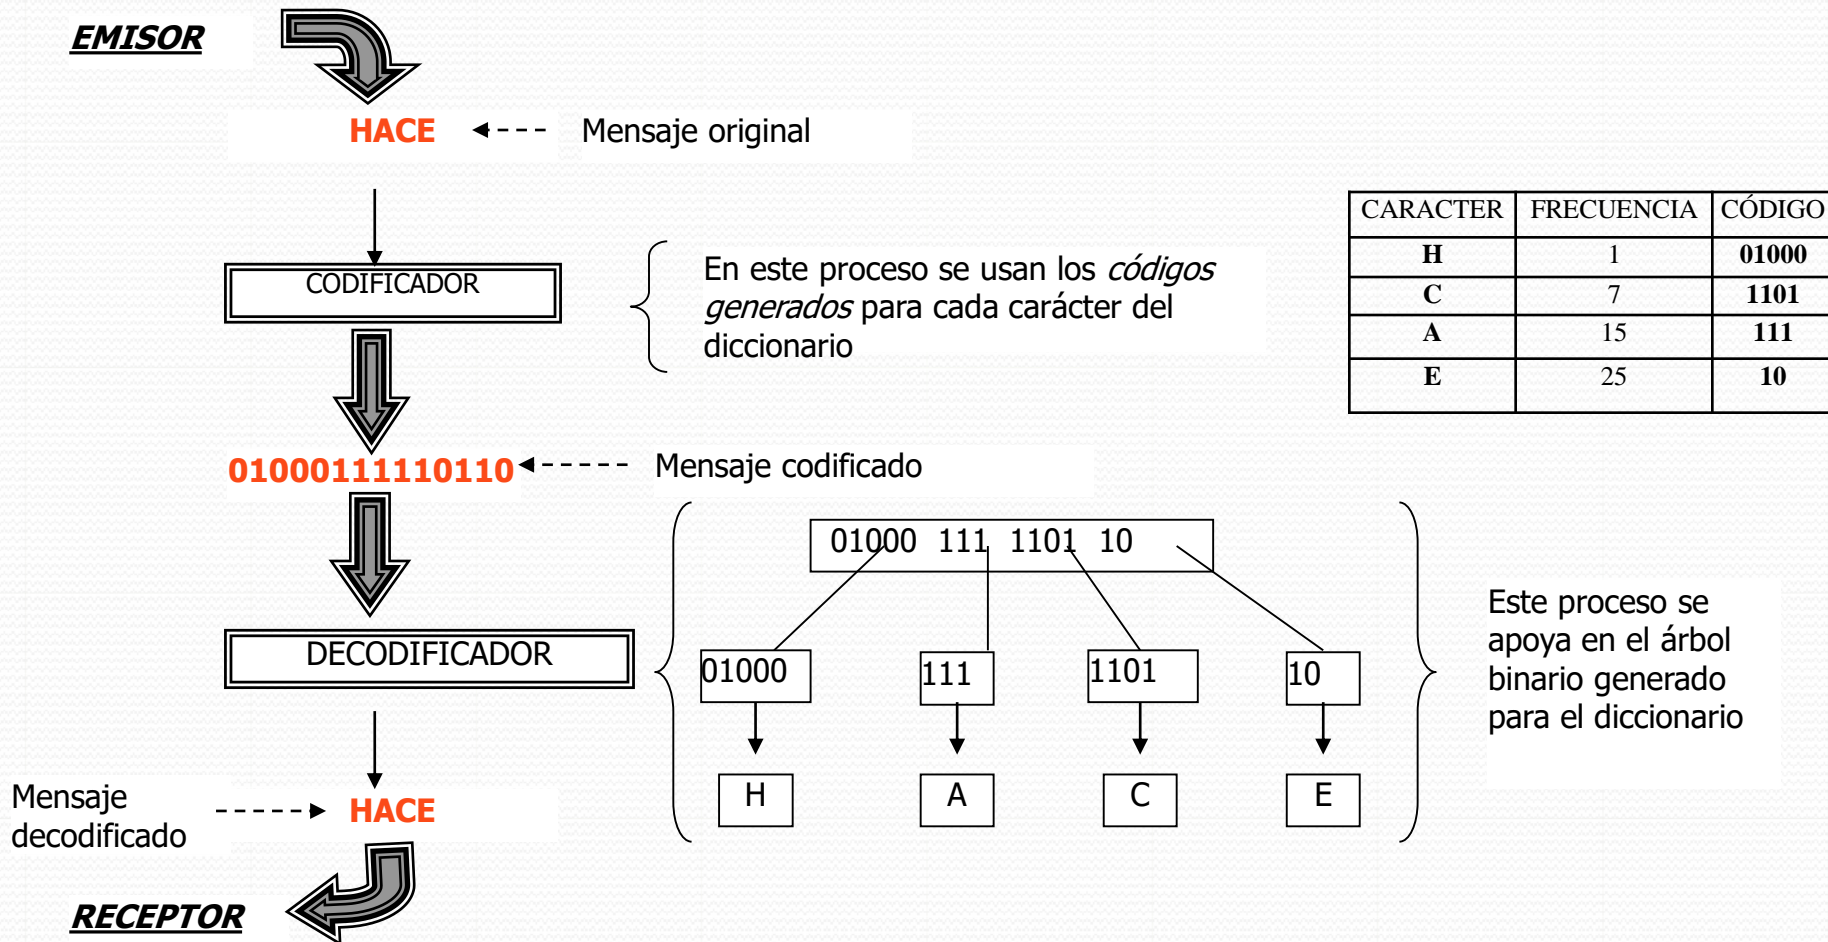 EMISOR
HACE
Mensaje original
CODIFICADOR
En este proceso se usan los códigos
generados para cada carácter del
diccionario
CARACTER FRECUENCIA CÓDIGO
H 1 01000
C 7 1101
A 15 111
E 25 10
01000111110110
Mensaje codificado
DECODIFICADOR
01000 111 1101 10
01000 111 1101 10
H A C E
Este proceso se
apoya en el árbol
binario generado
para el diccionario
Mensaje
decodificado
HACE
RECEPTOR